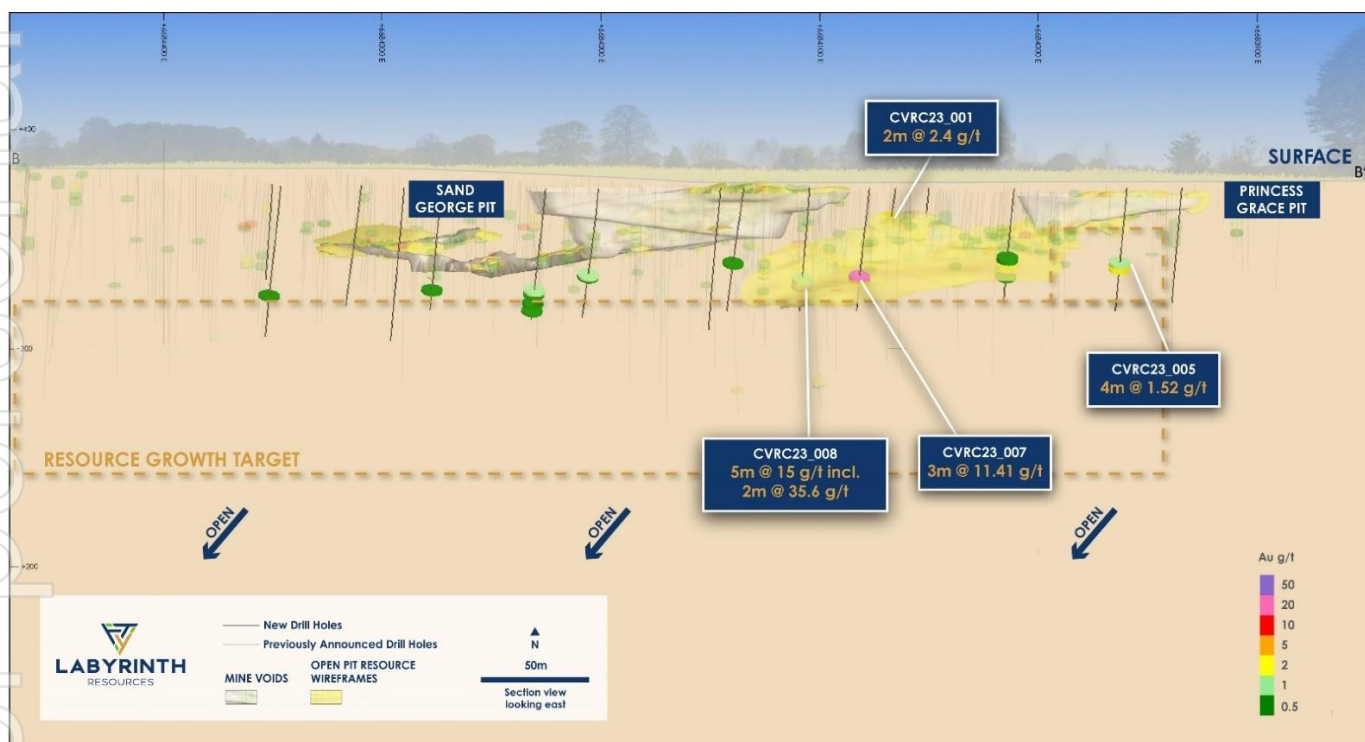 +400
B
SURFACE
B'
SAND
GEORGE PIT
PRINCESS
GRACE PIT
CVRC23_001
2m @ 2.4 g/t
CVRC23_005
4m @ 1.52 g/t
CVRC23_008
5m @ 15 g/t incl.
2m @ 35.6 g/t
CVRC23_007
3m @ 11.41 g/t
+300
RESOURCE GROWTH TARGET
OPEN
OPEN
OPEN
+200
LABYRINTH
RESOURCES
New Drill Holes
Previously Announced Drill Holes
MINE VOIDS
OPEN PIT RESOURCE
WIREFRAMES
N
50m
Section view
looking east
Au g/t
50
20
10
5
2
1
0.5